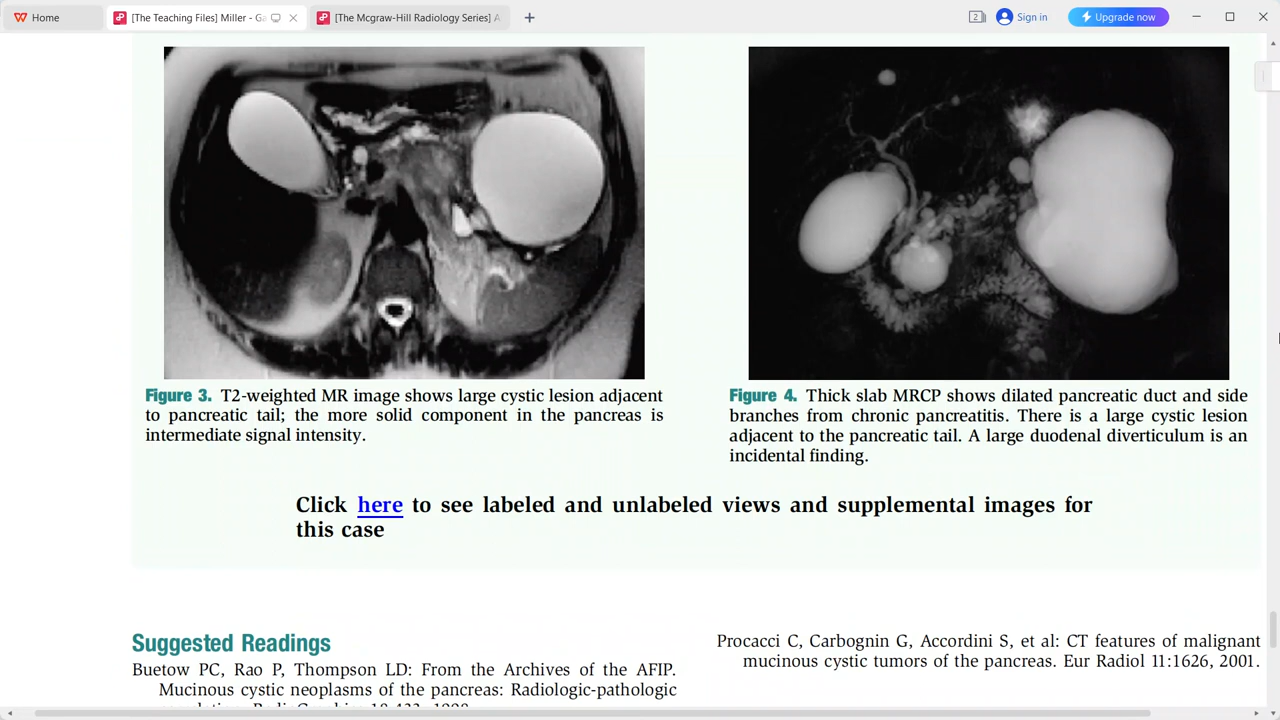 Home
[The Teaching Files] Miller - Ga
[The Mcgraw-Hill Radiology Series] A
2
Sign in
Upgrade now
Figure 3. T2-weighted MR image shows large cystic lesion adjacent
to pancreatic tail; the more solid component in the pancreas is
intermediate signal intensity.
Figure 4. Thick slab MRCP shows dilated pancreatic duct and side
branches from chronic pancreatitis. There is a large cystic lesion
adjacent to the pancreatic tail. A large duodenal diverticulum is an
incidental finding.
Click here to see labeled and unlabeled views and supplemental images for
this case
Suggested Readings
Buetow PC, Rao P, Thompson LD: From the Archives of the AFIP.
Mucinous cystic neoplasms of the pancreas: Radiologic-pathologic
Procacci C, Carbognin G, Accordini S, et al: CT features of malignant
mucinous cystic tumors of the pancreas. Eur Radiol 11:1626, 2001.